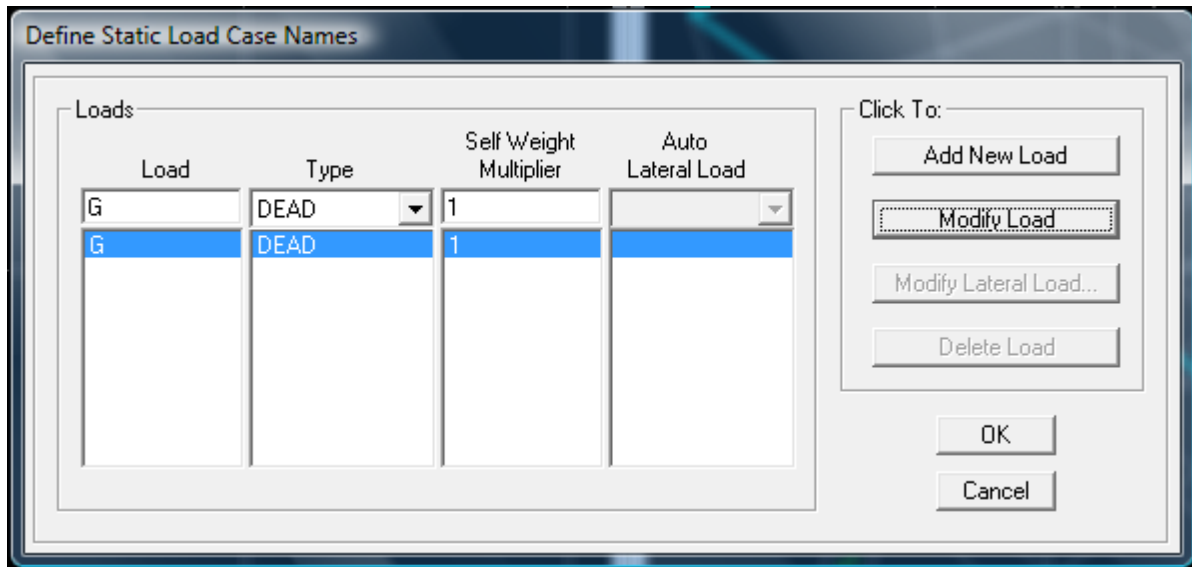 Define Static Load Case Names
Loads
Load
Type
Self Weight
Multiplier
Auto
Lateral Load
G
DEAD
1
G
DEAD
1
Click To:
Add New Load
Modify Load
Modify Lateral Load...
Delete Load
OK
Cancel